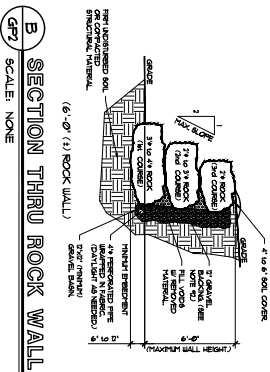 4" to 6" SOIL COVER
GRADE
12" GRAVEL
BACKING. (SEE
NOTE #2.)
FILL VOIDS
W/ REMOVED
MATERIAL
6'-0"
(MAXIMUM WALL HEIGHT)
2'Φ ROCK
(3rd COURSE)
2'Φ to 3'Φ ROCK
(2nd COURSE)
3'Φ to 4'Φ ROCK
(1st COURSE)
2
1
MAX. SLOPE
GRADE
FIRM UNDISTURBED SOIL
OR COMPACTED
STRUCTURAL MATERIAL
MINIMUM EMBEDMENT
6" to 12"
4"Φ PERFORATED PIPE
WRAPPED IN FABRIC.
(DAYLIGHT AS NEEDED.)
12"x12" (MINIMUM)
GRAVEL BASIN.
(6'-0" (±) ROCK WALL)
B
GP2
SECTION THRU ROCK WALL
SCALE: NONE